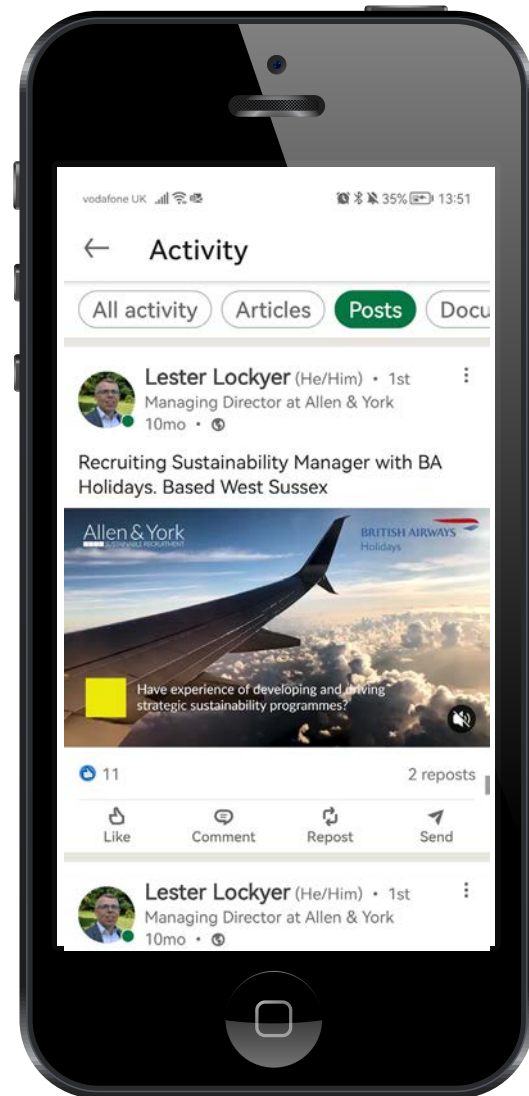 vodafone UK 35% 13:51
Activity
All activity Articles Posts Docu
Lester Lockyer (He/Him) • 1st
Managing Director at Allen & York
10mo •
Recruiting Sustainability Manager with BA
Holidays. Based West Sussex
Allen & York
SUSTAINABLE RECRUITMENT
BRITISH AIRWAYS
Holidays
Have experience of developing and driving
strategic sustainability programmes?
11 2 reposts
Like Comment Repost Send
Lester Lockyer (He/Him) • 1st
Managing Director at Allen & York
10mo •